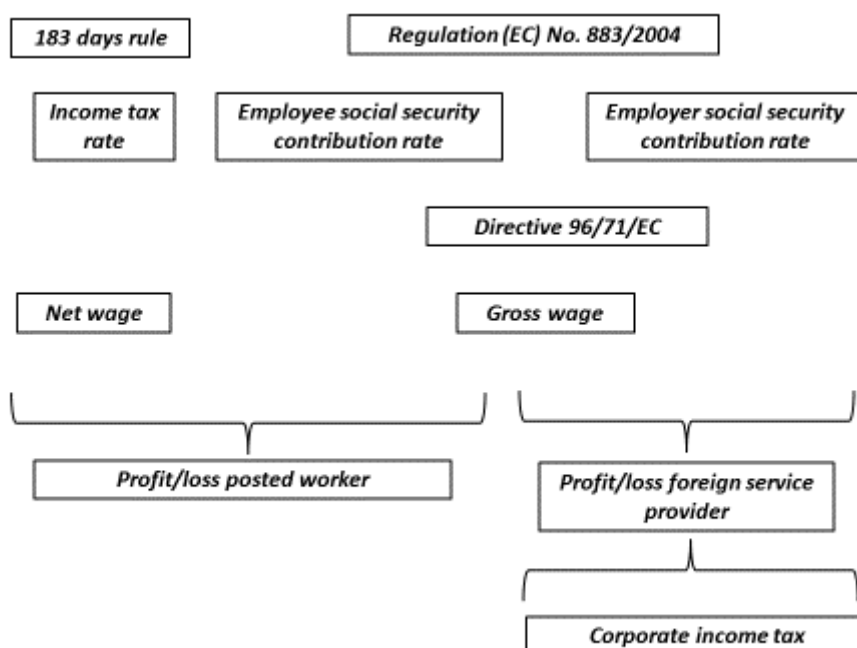 183 days rule
Regulation (EC) No. 883/2004
Income tax
rate
Employee social security
contribution rate
Employer social security
contribution rate
Directive 96/71/EC
Net wage
Gross wage
Profit/loss posted worker
Profit/loss foreign service
provider
Corporate income tax